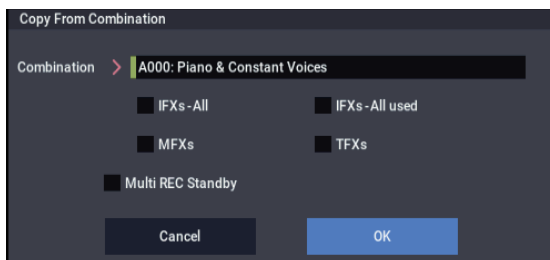 Copy From Combination
Combination A000: Piano & Constant Voices
IFXs-All IFXs-All used
MFXs TFXs
Multi REC Standby
Cancel OK